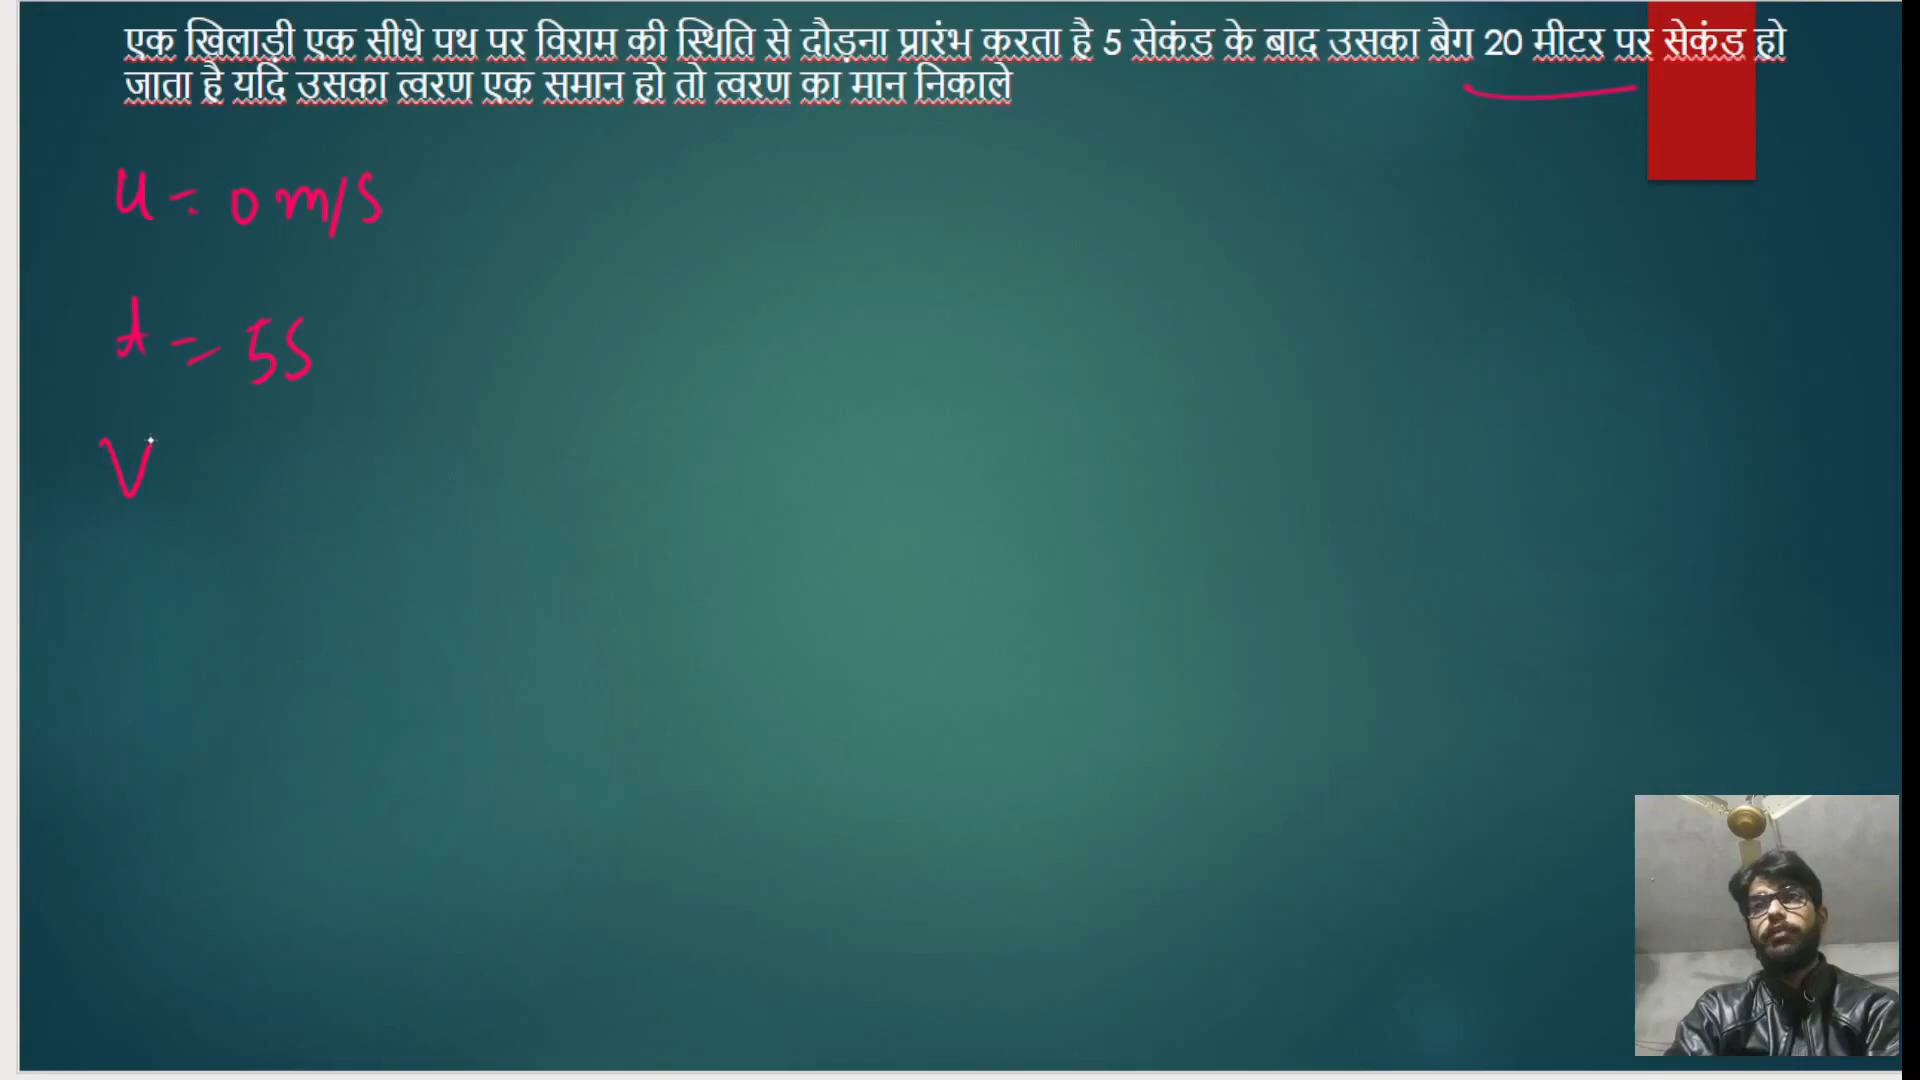 एक खिलाड़ी एक सीधे पथ पर विराम की स्थिति से दौड़ना प्रारंभ करता है 5 सेकंड के बाद उसका बैग 20 मीटर पर सेकंड हो
जाता है यदि उसका त्वरण एक समान हो तो त्वरण का मान निकाले
u = 0 m/s
t = 5s
V